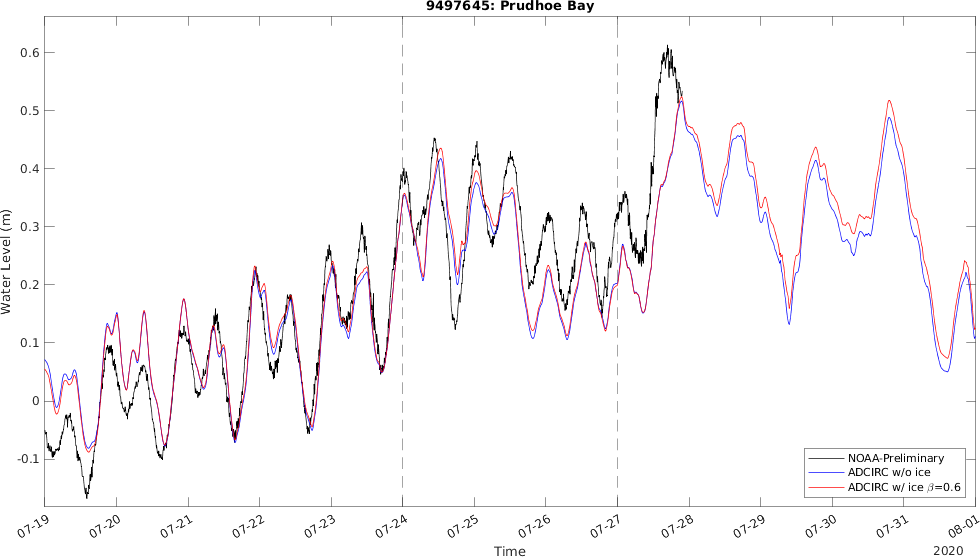 9497645: Prudhoe Bay
Water Level (m)
0.6
0.5
0.4
0.3
0.2
0.1
0
-0.1
NOAA-Preliminary
ADCIRC w/o ice
ADCIRC w/ ice β=0.6
07-19 07-20 07-21 07-22 07-23 07-24 07-25 07-26 07-27 07-28 07-29 07-30 07-31 08-01
Time
2020